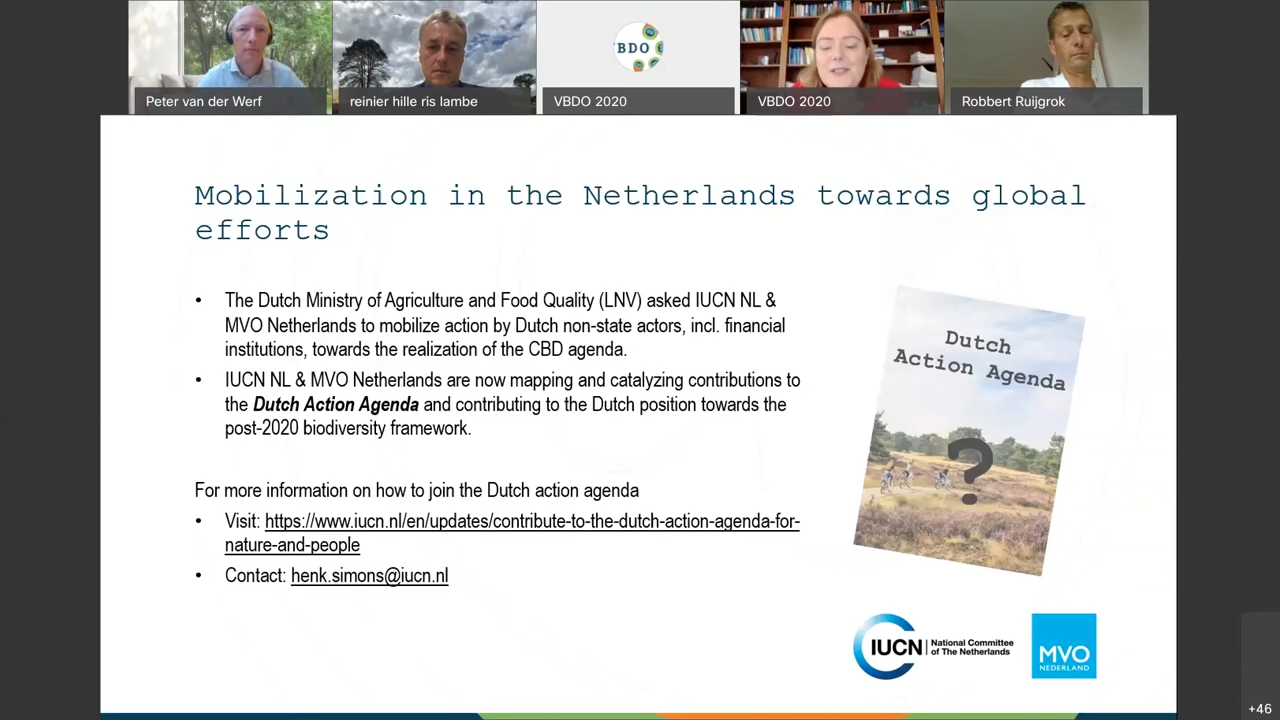 BDO
Peter van der Werf
reinier hille ris lambe
VBDO 2020
VBDO 2020
Robbert Ruijgrok
Mobilization in the Netherlands towards global
efforts
• The Dutch Ministry of Agriculture and Food Quality (LNV) asked IUCN NL &
MVO Netherlands to mobilize action by Dutch non-state actors, incl. financial
institutions, towards the realization of the CBD agenda.
• IUCN NL & MVO Netherlands are now mapping and catalyzing contributions to
the Dutch Action Agenda and contributing to the Dutch position towards the
post-2020 biodiversity framework.
For more information on how to join the Dutch action agenda
• Visit: https://www.iucn.nl/en/updates/contribute-to-the-dutch-action-agenda-for-
nature-and-people
• Contact: henk.simons@iucn.nl
Dutch
Action Agenda
?
IUCN National Committee
of The Netherlands
MVO
NEDERLAND
+46